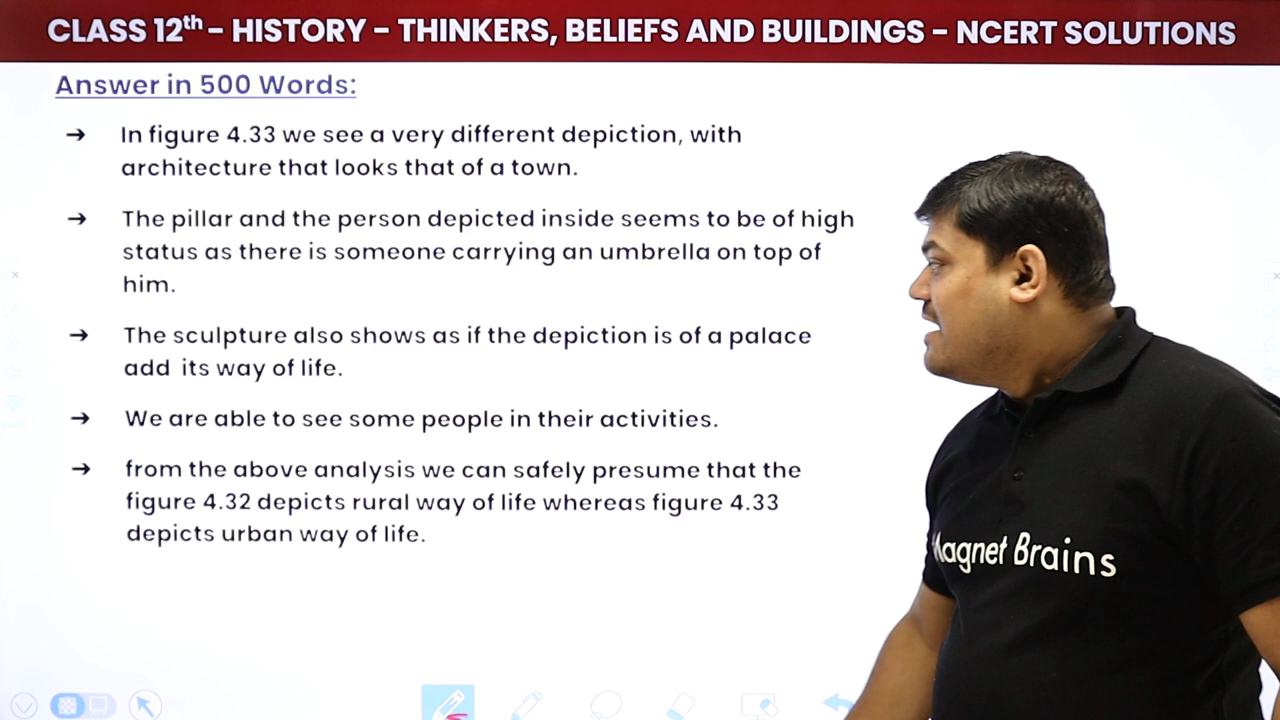 CLASS 12th – HISTORY – THINKERS, BELIEFS AND BUILDINGS – NCERT SOLUTIONS
Answer in 500 Words:
➔ In figure 4.33 we see a very different depiction, with
architecture that looks that of a town.
➔ The pillar and the person depicted inside seems to be of high
status as there is someone carrying an umbrella on top of
him.
➔ The sculpture also shows as if the depiction is of a palace
add its way of life.
➔ We are able to see some people in their activities.
➔ from the above analysis we can safely presume that the
figure 4.32 depicts rural way of life whereas figure 4.33
depicts urban way of life.
Magnet Brains